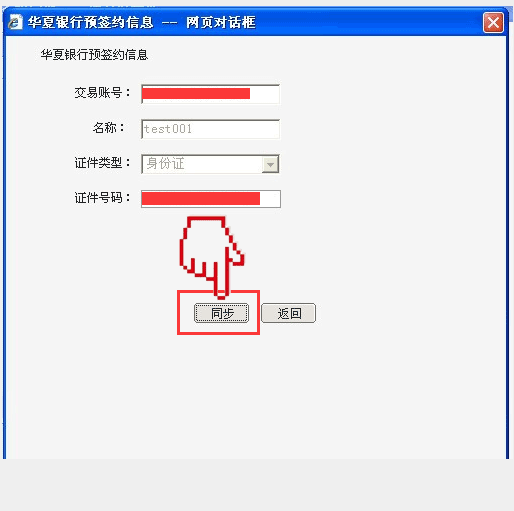 华夏银行预签约信息 -- 网页对话框
华夏银行预签约信息
交易账号：
名称： test001
证件类型： 身份证
证件号码：
同步 返回